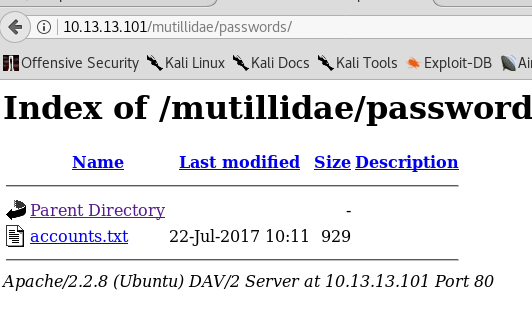 10.13.13.101/mutillidae/passwords/
Offensive Security Kali Linux Kali Docs Kali Tools Exploit-DB Air
Index of /mutillidae/password
Name Last modified Size Description
Parent Directory -
accounts.txt 22-Jul-2017 10:11 929
Apache/2.2.8 (Ubuntu) DAV/2 Server at 10.13.13.101 Port 80